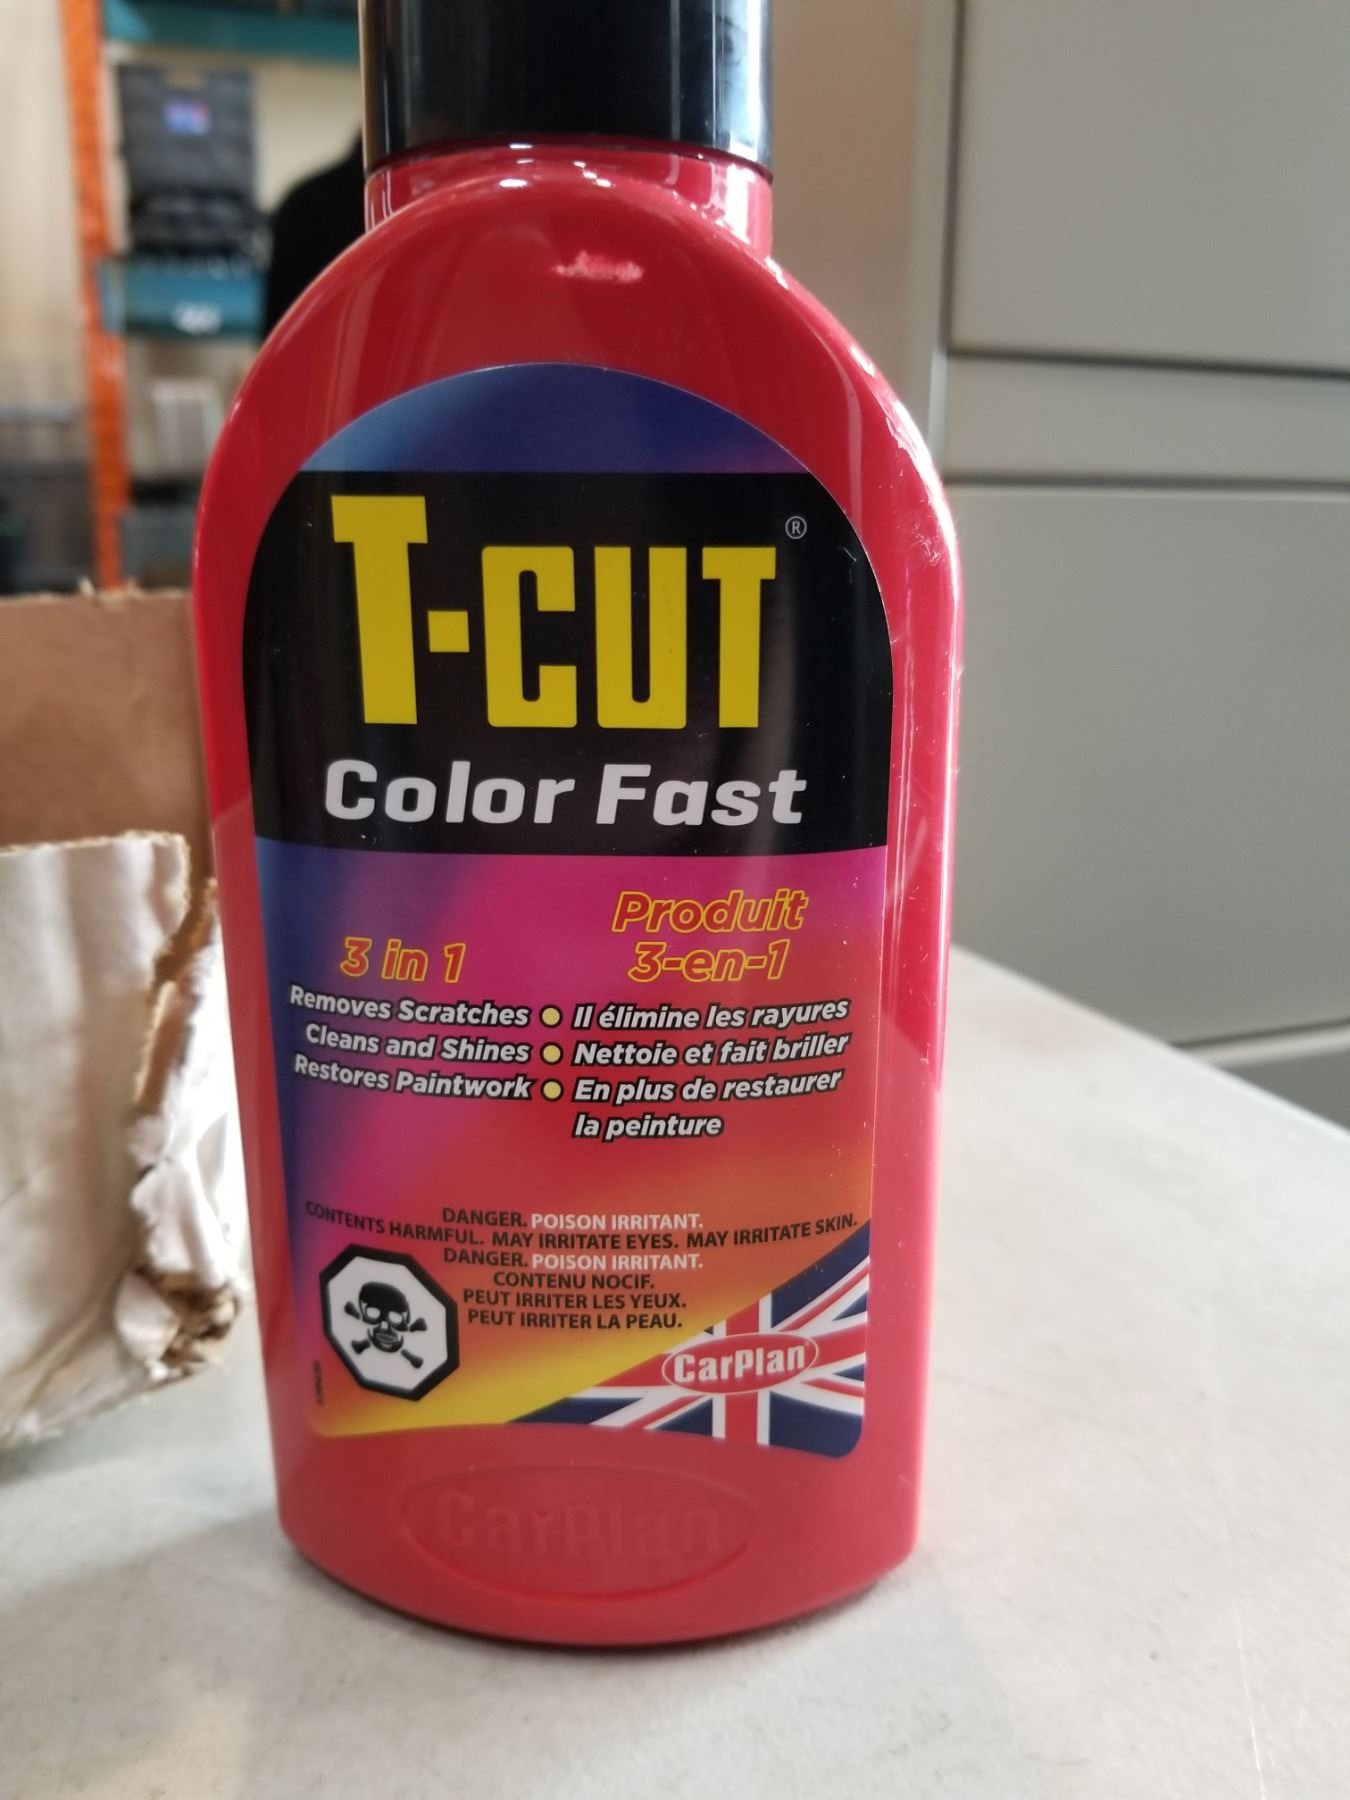 T-CUT®
Color Fast
3 in 1
Removes Scratches
Cleans and Shines
Restores Paintwork
Produit
3-en-1
Il élimine les rayures
Nettoie et fait briller
En plus de restaurer
la peinture
DANGER. POISON IRRITANT.
CONTENTS HARMFUL. MAY IRRITATE EYES. MAY IRRITATE SKIN.
DANGER. POISON IRRITANT.
CONTENU NOCIF.
PEUT IRRITER LES YEUX.
PEUT IRRITER LA PEAU.
CarPlan®
CarPlan